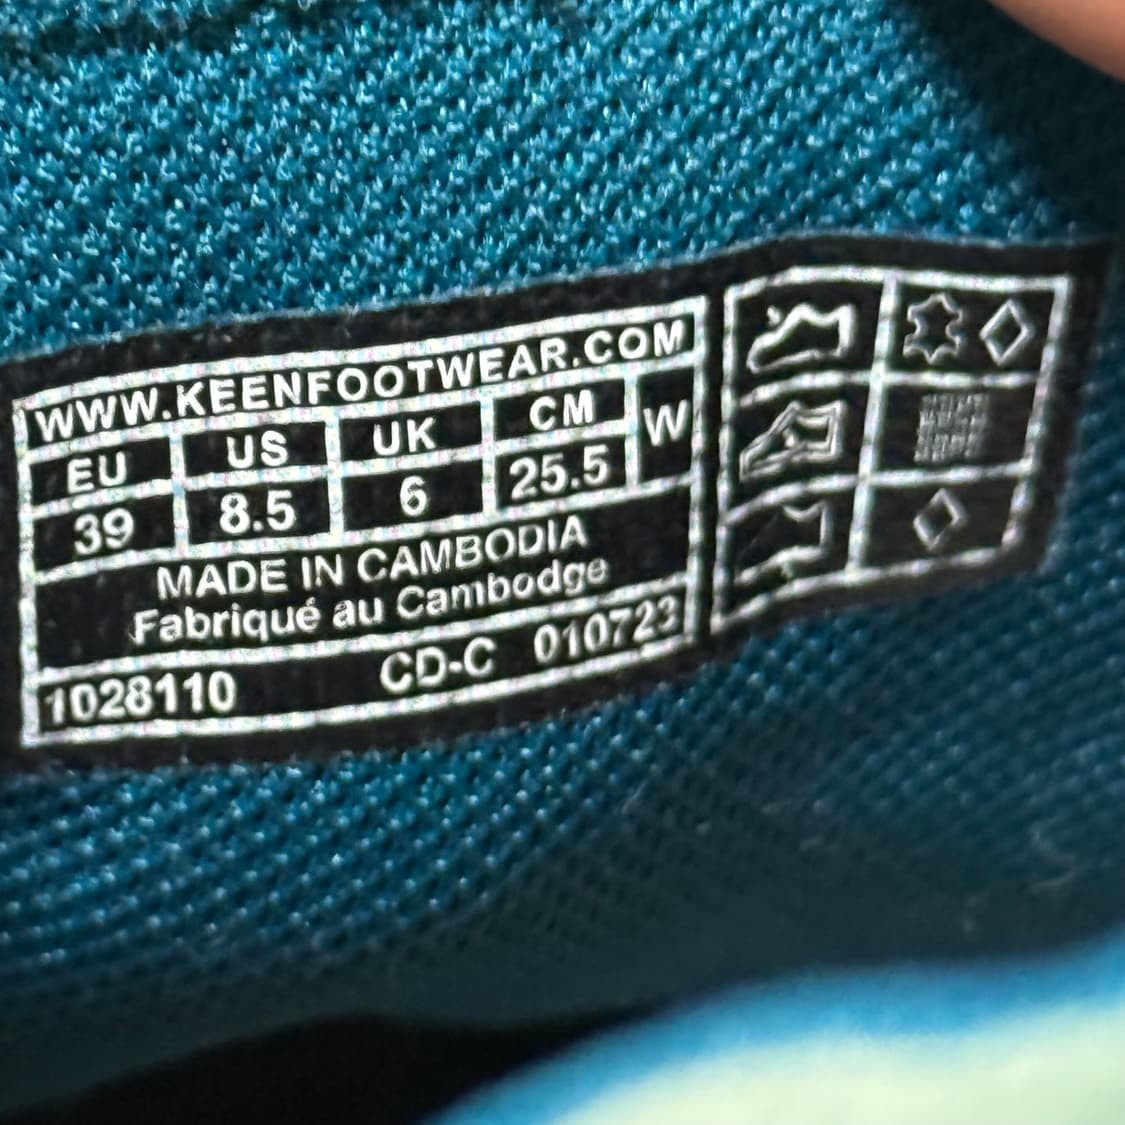 WWW.KEENFOOTWEAR.COM
EU US UK CM W
39 8.5 6 25.5
MADE IN CAMBODIA
Fabriqué au Cambodge
1028110 CD-C 010723